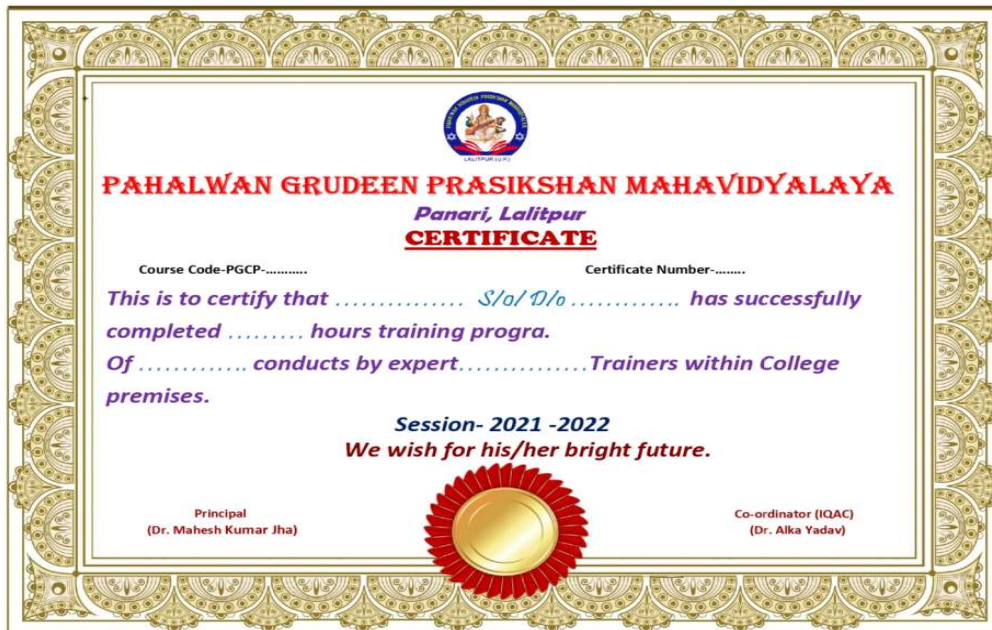 LALITPUR (U.P.)
PAHALWAN GRUDEEN PRASIKSHAN MAHAVIDYALAYA
Panari, Lalitpur
CERTIFICATE
Course Code-PGCP-...........
Certificate Number-........
This is to certify that ............... S/o/ D/o ............. has successfully
completed ......... hours training progra.
Of ............. conducts by expert...............Trainers within College
premises.
Session- 2021 -2022
We wish for his/her bright future.
Principal
(Dr. Mahesh Kumar Jha)
Co-ordinator (IQAC)
(Dr. Alka Yadav)